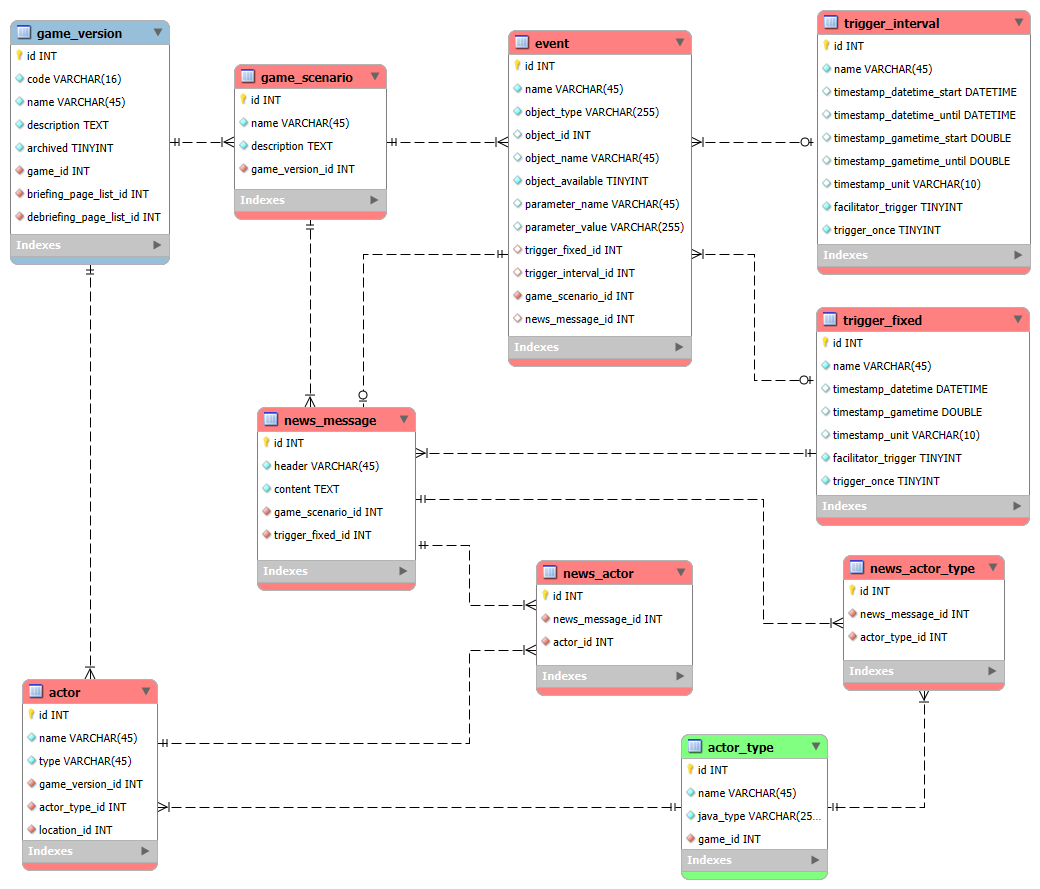 game_version
id INT
code VARCHAR(16)
name VARCHAR(45)
description TEXT
archived TINYINT
game_id INT
briefing_page_list_id INT
debriefing_page_list_id INT
Indexes
game_scenario
id INT
name VARCHAR(45)
description TEXT
game_version_id INT
Indexes
event
id INT
name VARCHAR(45)
object_type VARCHAR(255)
object_id INT
object_name VARCHAR(45)
object_available TINYINT
parameter_name VARCHAR(45)
parameter_value VARCHAR(255)
trigger_fixed_id INT
trigger_interval_id INT
game_scenario_id INT
news_message_id INT
Indexes
trigger_interval
id INT
name VARCHAR(45)
timestamp_datetime_start DATETIME
timestamp_datetime_until DATETIME
timestamp_gametime_start DOUBLE
timestamp_gametime_until DOUBLE
timestamp_unit VARCHAR(10)
facilitator_trigger TINYINT
trigger_once TINYINT
Indexes
trigger_fixed
id INT
name VARCHAR(45)
timestamp_datetime DATETIME
timestamp_gametime DOUBLE
timestamp_unit VARCHAR(10)
facilitator_trigger TINYINT
trigger_once TINYINT
Indexes
news_message
id INT
header VARCHAR(45)
content TEXT
game_scenario_id INT
trigger_fixed_id INT
Indexes
news_actor
id INT
news_message_id INT
actor_id INT
Indexes
news_actor_type
id INT
news_message_id INT
actor_type_id INT
Indexes
actor
id INT
name VARCHAR(45)
type VARCHAR(45)
game_version_id INT
actor_type_id INT
location_id INT
Indexes
actor_type
id INT
name VARCHAR(45)
java_type VARCHAR(25...
game_id INT
Indexes